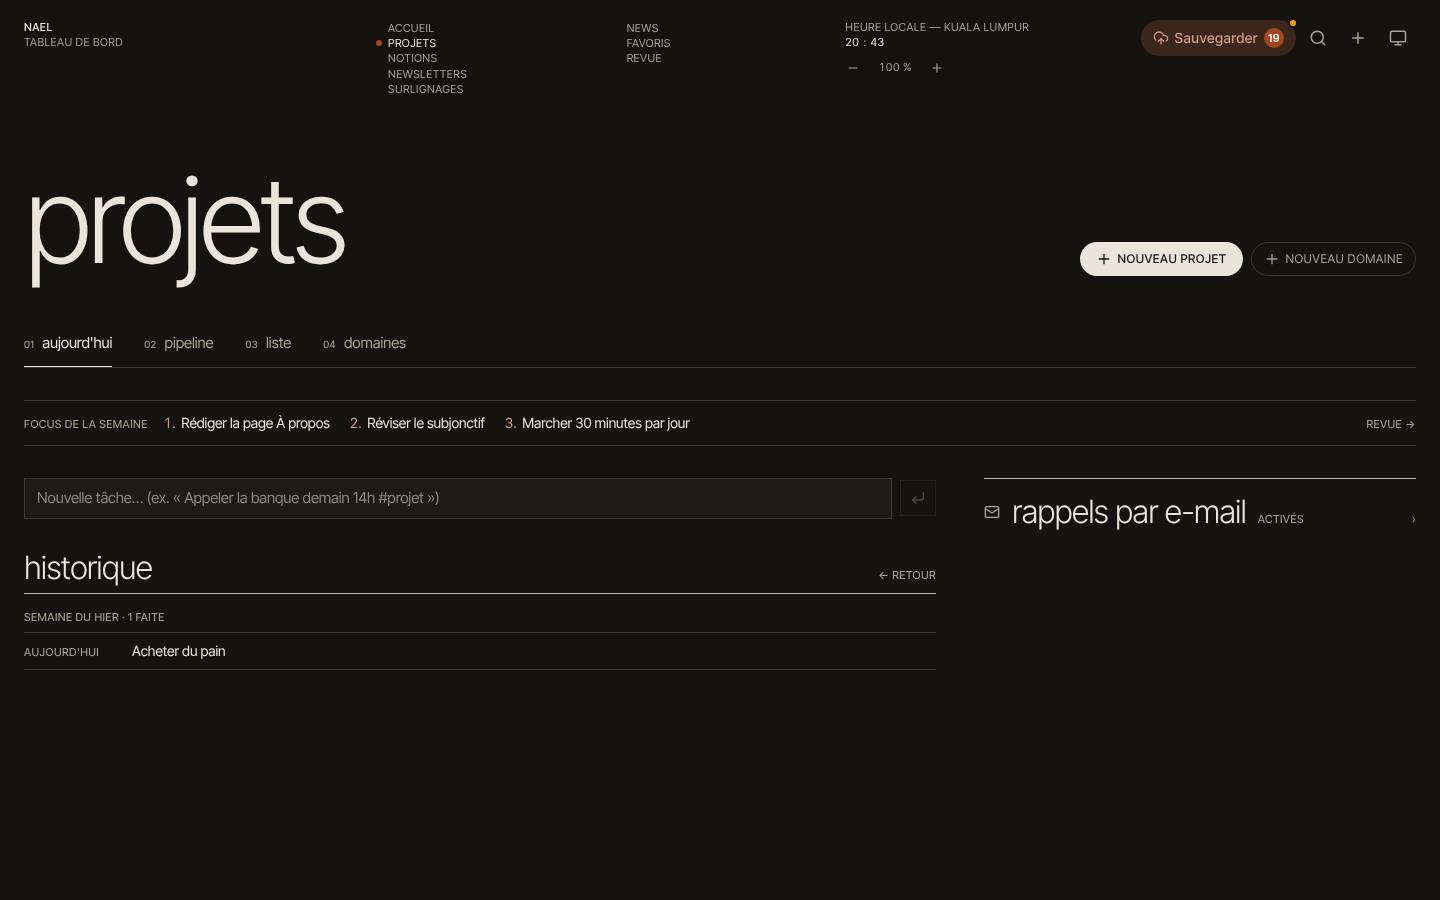 NAEL
TABLEAU DE BORD
ACCUEIL
PROJETS
NOTIONS
NEWSLETTERS
SURLIGNAGES
NEWS
FAVORIS
REVUE
HEURE LOCALE — KUALA LUMPUR
20 : 43
— 100 % +
Sauvegarder 19
projets
+ NOUVEAU PROJET
+ NOUVEAU DOMAINE
01 aujourd'hui 02 pipeline 03 liste 04 domaines
FOCUS DE LA SEMAINE 1. Rédiger la page À propos 2. Réviser le subjonctif 3. Marcher 30 minutes par jour REVUE →
Nouvelle tâche… (ex. « Appeler la banque demain 14h #projet »)
rappels par e-mail ACTIVÉS ›
historique ← RETOUR
SEMAINE DU HIER · 1 FAITE
AUJOURD'HUI Acheter du pain